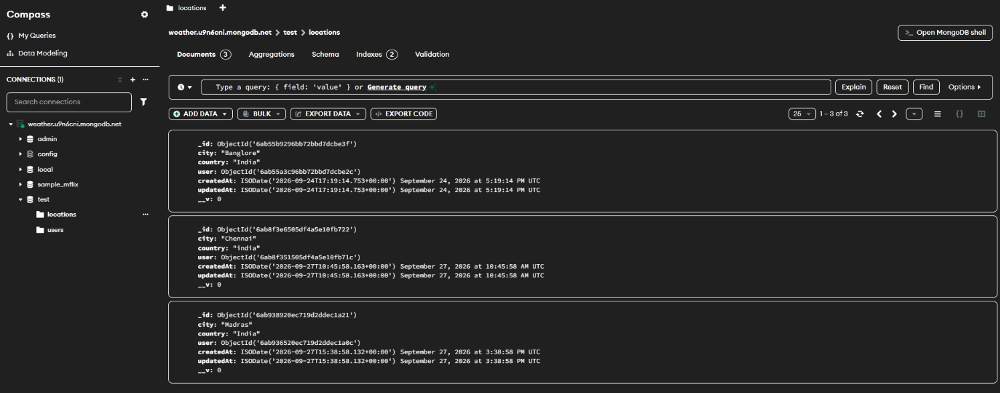 Compass
My Queries
Data Modeling
CONNECTIONS (1)
Search connections
weather.u9n6cni.mongodb.net
admin
config
local
sample_mflix
test
locations
users
locations
weather.u9n6cni.mongodb.net > test > locations
>_ Open MongoDB shell
Documents 3 Aggregations Schema Indexes 2 Validation
Type a query: { field: 'value' } or Generate query
Explain Reset Find Options
ADD DATA BULK EXPORT DATA EXPORT CODE
25 1 – 3 of 3
_id: ObjectId('6ab55b9296bb72bbd7dcbe3f')
city: "Banglore"
country: "India"
user: ObjectId('6ab55a3c96bb72bbd7dcbe2c')
createdAt: ISODate('2026-09-24T17:19:14.753+00:00') September 24, 2026 at 5:19:14 PM UTC
updatedAt: ISODate('2026-09-24T17:19:14.753+00:00') September 24, 2026 at 5:19:14 PM UTC
__v: 0
_id: ObjectId('6ab8f3e6505df4a5e10fb722')
city: "Chennai"
country: "india"
user: ObjectId('6ab8f351505df4a5e10fb71c')
createdAt: ISODate('2026-09-27T10:45:58.163+00:00') September 27, 2026 at 10:45:58 AM UTC
updatedAt: ISODate('2026-09-27T10:45:58.163+00:00') September 27, 2026 at 10:45:58 AM UTC
__v: 0
_id: ObjectId('6ab938920ec719d2ddec1a21')
city: "Madras"
country: "India"
user: ObjectId('6ab936520ec719d2ddec1a0c')
createdAt: ISODate('2026-09-27T15:38:58.132+00:00') September 27, 2026 at 3:38:58 PM UTC
updatedAt: ISODate('2026-09-27T15:38:58.132+00:00') September 27, 2026 at 3:38:58 PM UTC
__v: 0